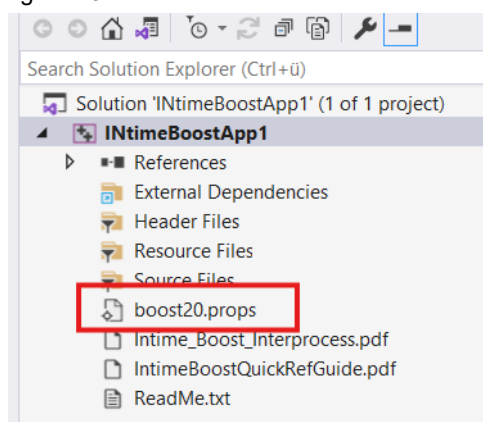 Search Solution Explorer (Ctrl+ü)
Solution 'INtimeBoostApp1' (1 of 1 project)
INtimeBoostApp1
References
External Dependencies
Header Files
Resource Files
Source Files
boost20.props
Intime_Boost_Interprocess.pdf
IntimeBoostQuickRefGuide.pdf
ReadMe.txt